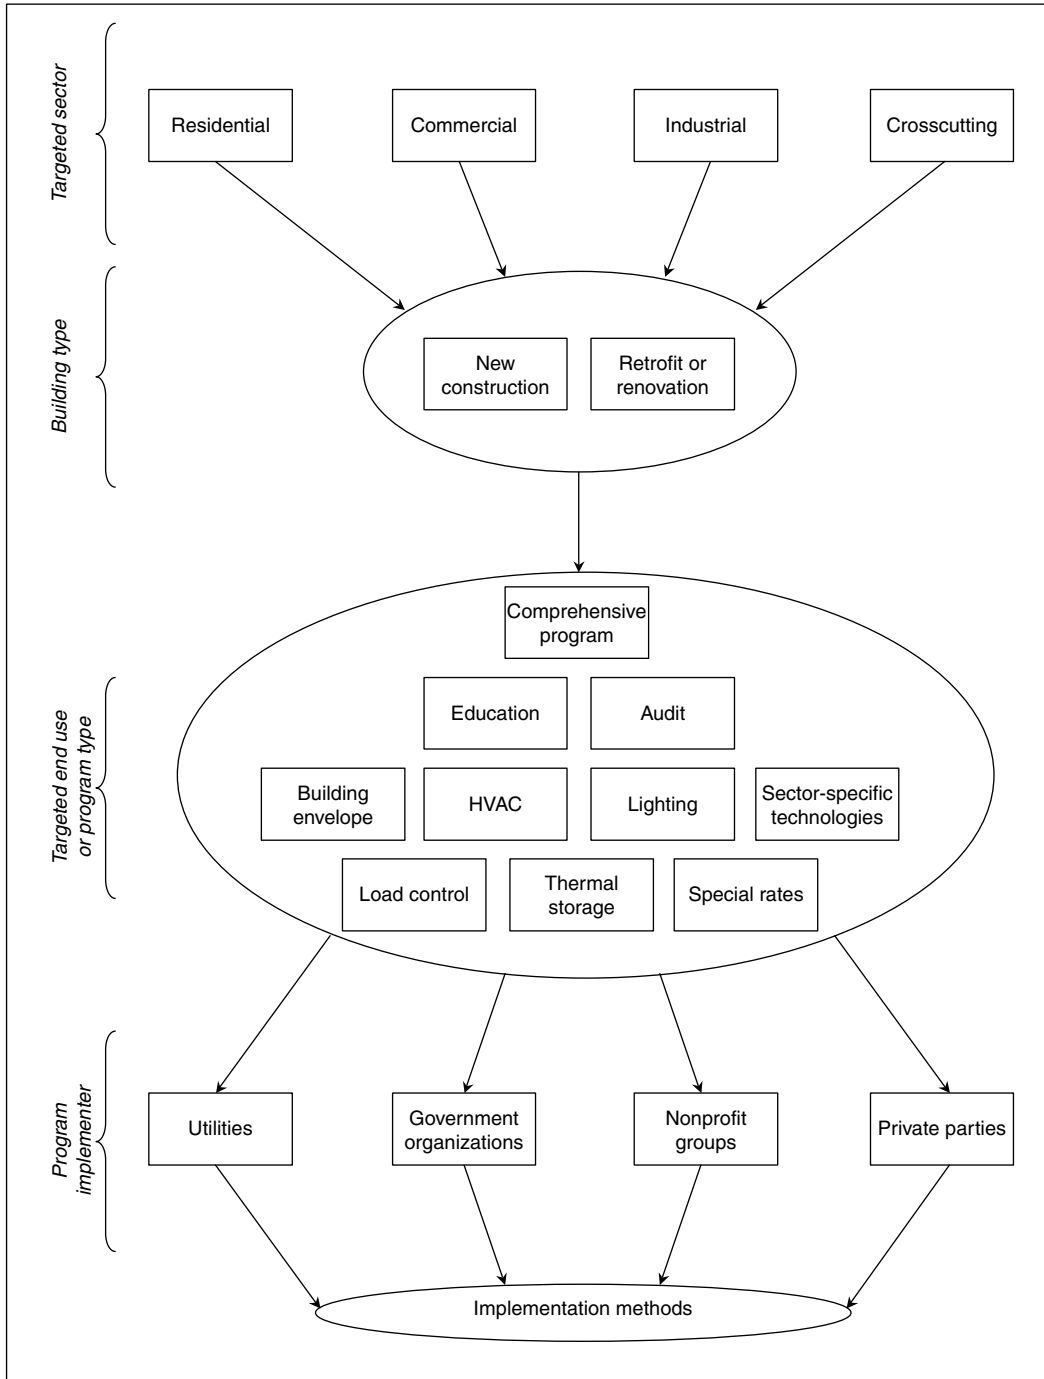 Targeted sector
Residential
Commercial
Industrial
Crosscutting
Building type
New
construction
Retrofit or
renovation
Targeted end use
or program type
Comprehensive
program
Education
Audit
Building
envelope
HVAC
Lighting
Sector-specific
technologies
Load control
Thermal
storage
Special rates
Program
implementer
Utilities
Government
organizations
Nonprofit
groups
Private parties
Implementation methods